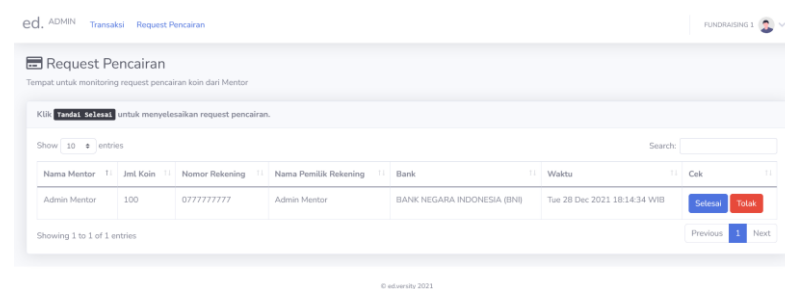 ed. ADMIN Transaksi Request Pencairan FUNDRAISING 1
Request Pencairan
Tempat untuk monitoring request pencairan koin dari Mentor
Klik Tandai Selesai untuk menyelesaikan request pencairan.
Show 10 entries Search:
Nama Mentor Jml Koin Nomor Rekening Nama Pemilik Rekening Bank Waktu Cek
Admin Mentor 100 0777777777 Admin Mentor BANK NEGARA INDONESIA (BNI) Tue 28 Dec 2021 18:14:34 WIB Selesai Tolak
Showing 1 to 1 of 1 entries Previous 1 Next
© ed.versity 2021